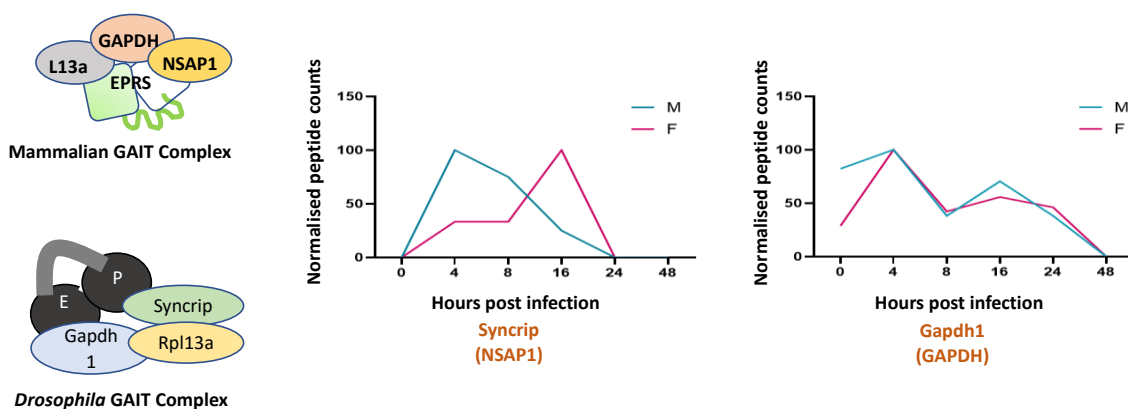 GAPDH
L13a
NSAP1
EPRS
Mammalian GAIT Complex
P
E
Syncrip
Gapdh
1
Rpl13a
Drosophila GAIT Complex
Normalised peptide counts
150
100
50
0
M
F
0 4 8 16 24 48
Hours post infection
Syncrip
(NSAP1)
Normalised peptide counts
150
100
50
0
M
F
0 4 8 16 24 48
Hours post infection
Gapdh1
(GAPDH)